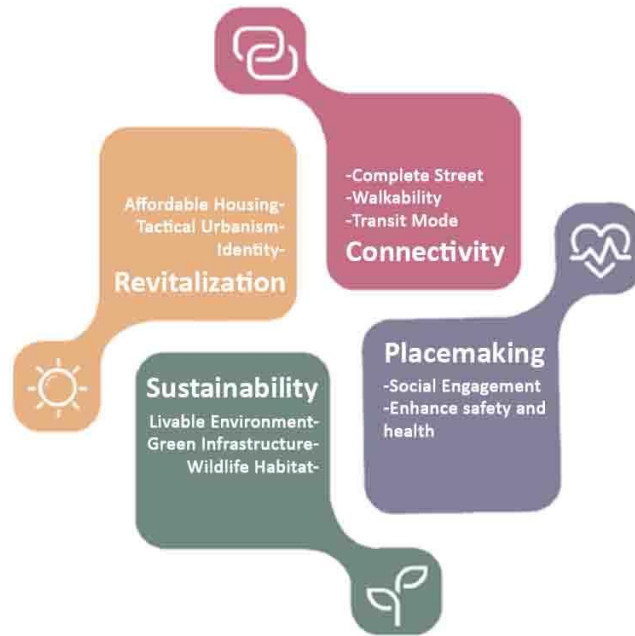 -Complete Street
-Walkability
-Transit Mode
Connectivity
Affordable Housing-
Tactical Urbanism-
Identity-
Revitalization
Placemaking
-Social Engagement
-Enhance safety and
health
Sustainability
Livable Environment-
Green Infrastructure-
Wildlife Habitat-